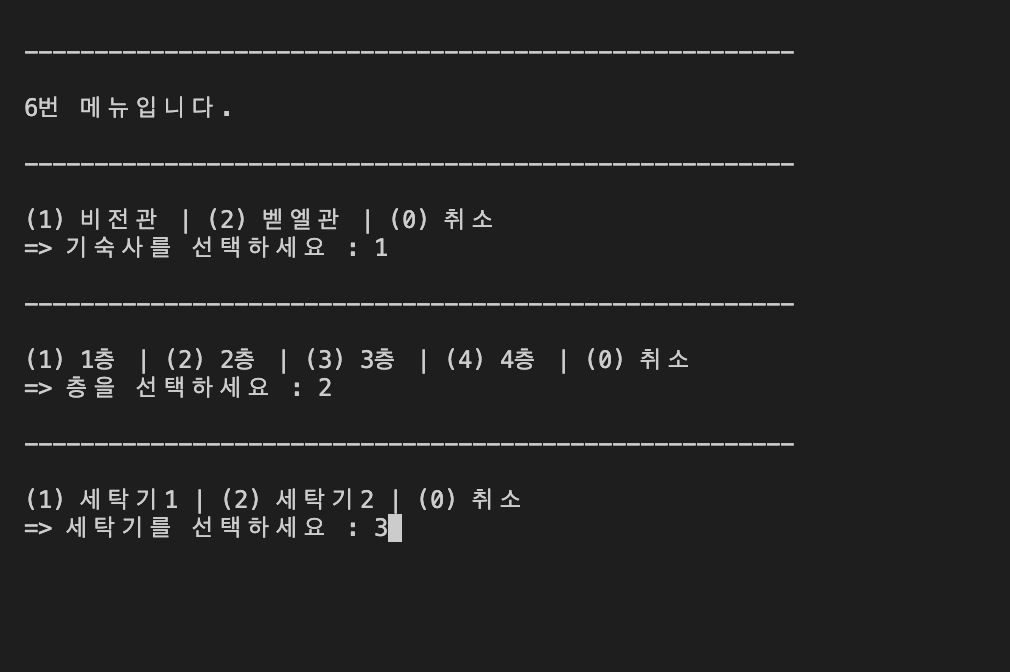 6번 메뉴입니다.
(1) 비전관 | (2) 벧엘관 | (0) 취소
=> 기숙사를 선택하세요 : 1
(1) 1층 | (2) 2층 | (3) 3층 | (4) 4층 | (0) 취소
=> 층을 선택하세요 : 2
(1) 세탁기1 | (2) 세탁기2 | (0) 취소
=> 세탁기를 선택하세요 : 3